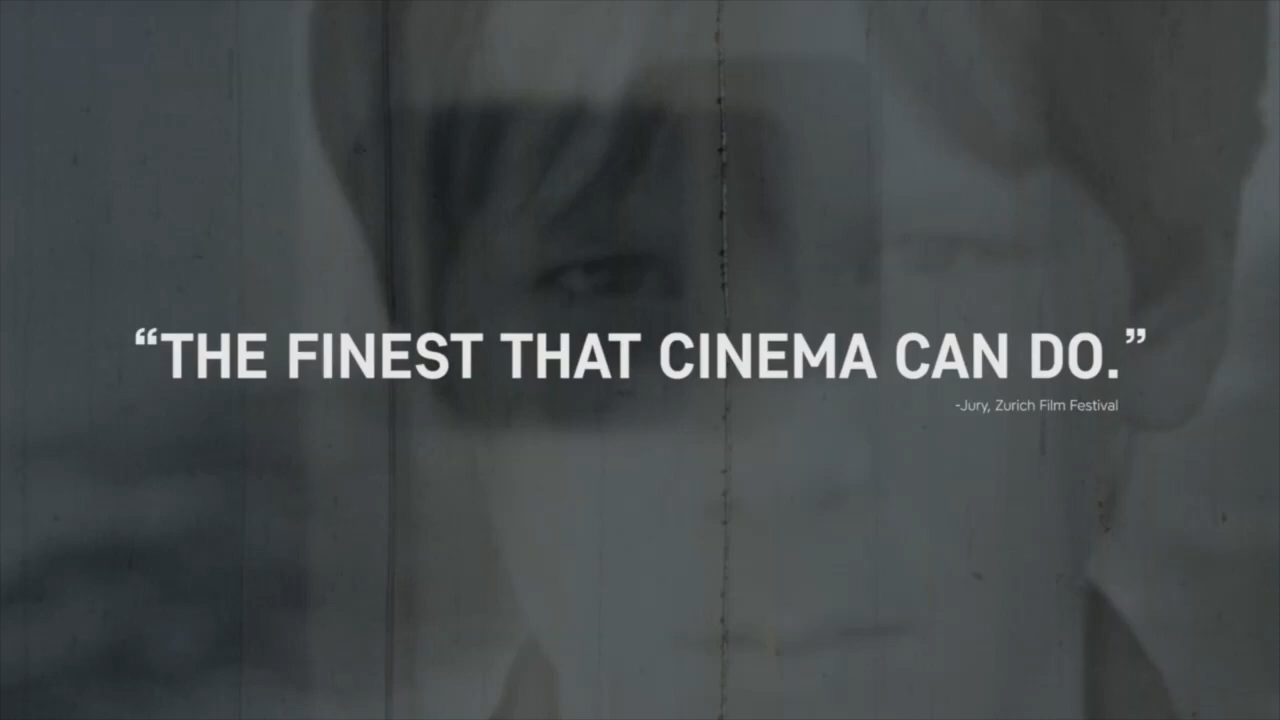 “THE FINEST THAT CINEMA CAN DO.”
-Jury, Zurich Film Festival